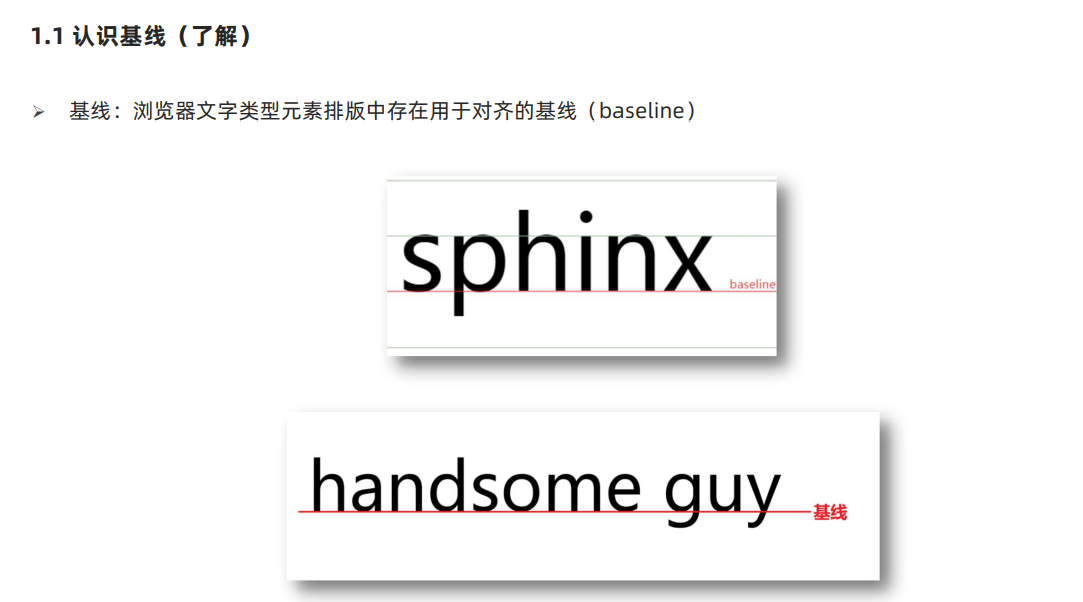 1.1 认识基线（了解）
➢ 基线：浏览器文字类型元素排版中存在用于对齐的基线（baseline）
sphinx
baseline
handsome guy
基线